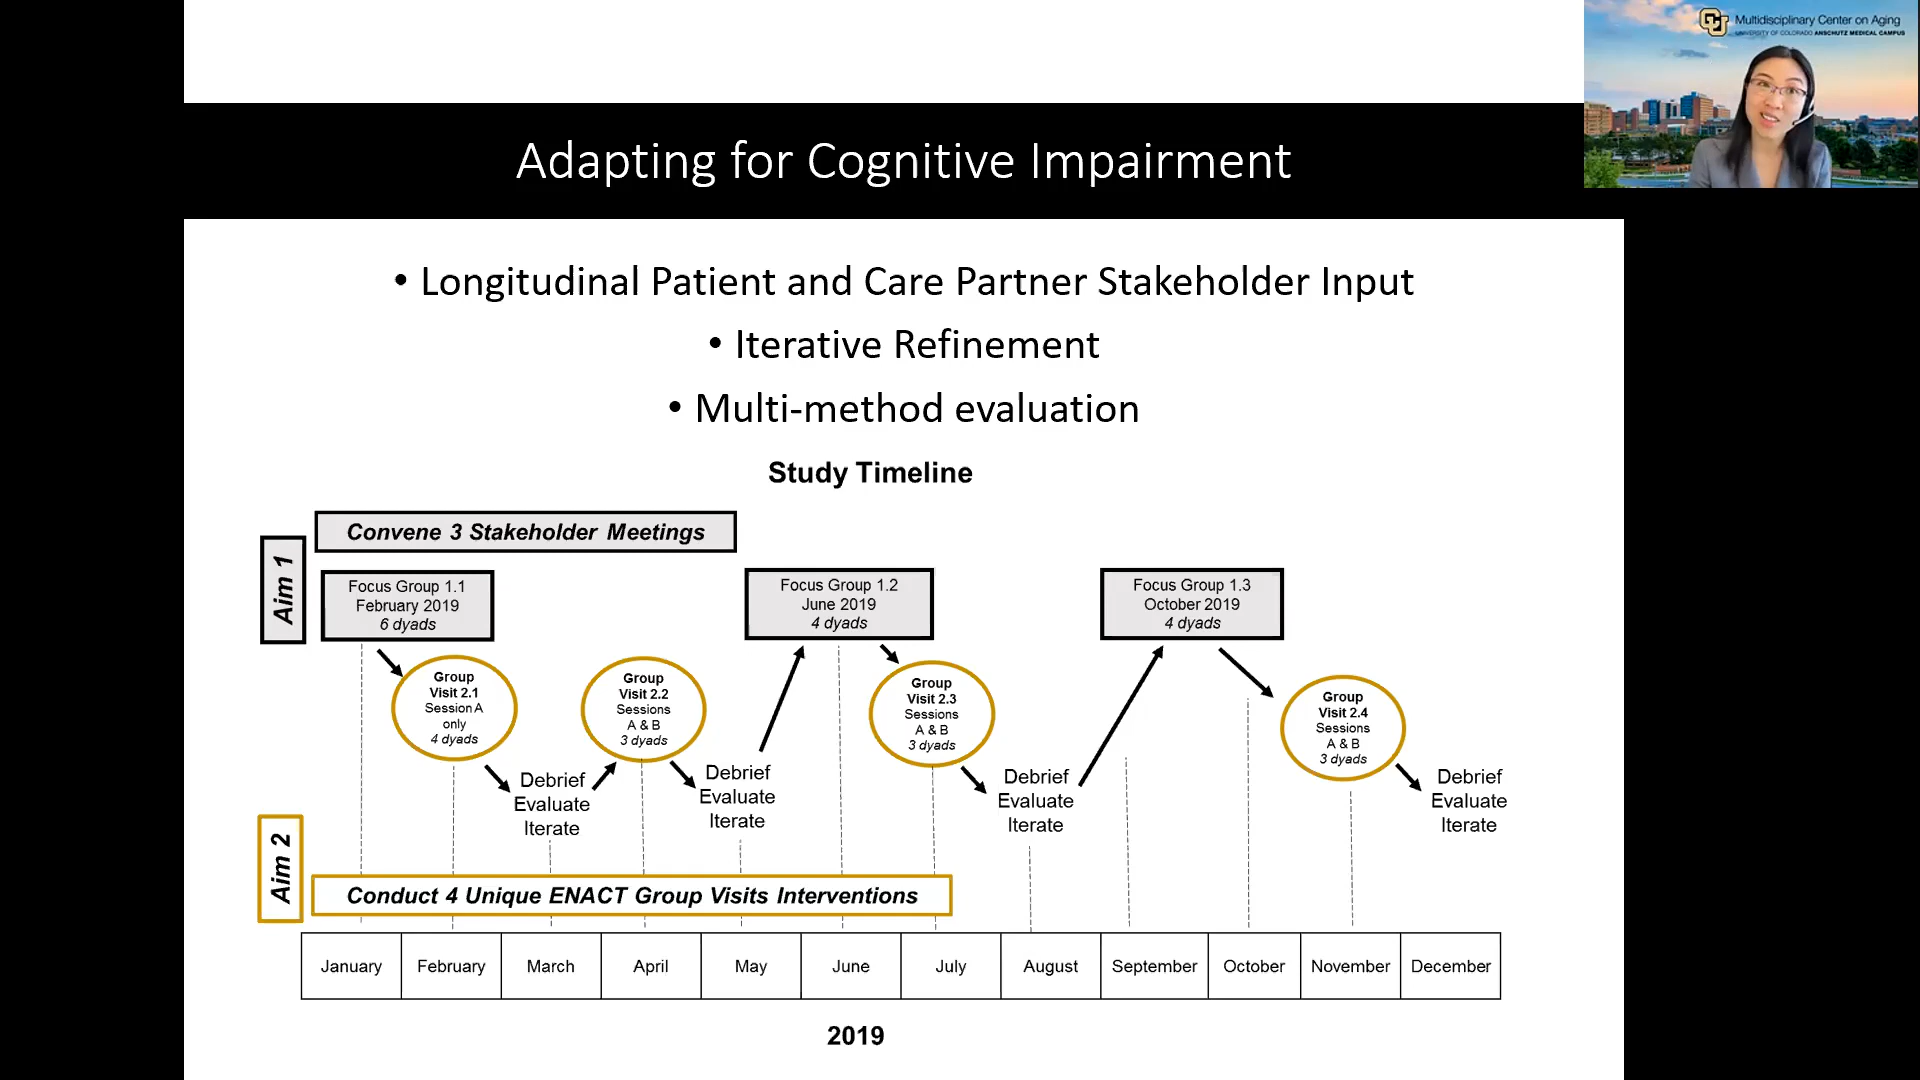 Multidisciplinary Center on Aging
UNIVERSITY OF COLORADO ANSCHUTZ MEDICAL CAMPUS
Adapting for Cognitive Impairment
• Longitudinal Patient and Care Partner Stakeholder Input
• Iterative Refinement
• Multi-method evaluation
Study Timeline
Aim 1
Convene 3 Stakeholder Meetings
Focus Group 1.1
February 2019
6 dyads
Focus Group 1.2
June 2019
4 dyads
Focus Group 1.3
October 2019
4 dyads
Group
Visit 2.1
Session A
only
4 dyads
Group
Visit 2.2
Sessions
A & B
3 dyads
Group
Visit 2.3
Sessions
A & B
3 dyads
Group
Visit 2.4
Sessions
A & B
3 dyads
Debrief
Evaluate
Iterate
Debrief
Evaluate
Iterate
Debrief
Evaluate
Iterate
Debrief
Evaluate
Iterate
Aim 2
Conduct 4 Unique ENACT Group Visits Interventions
January February March April May June July August September October November December
2019